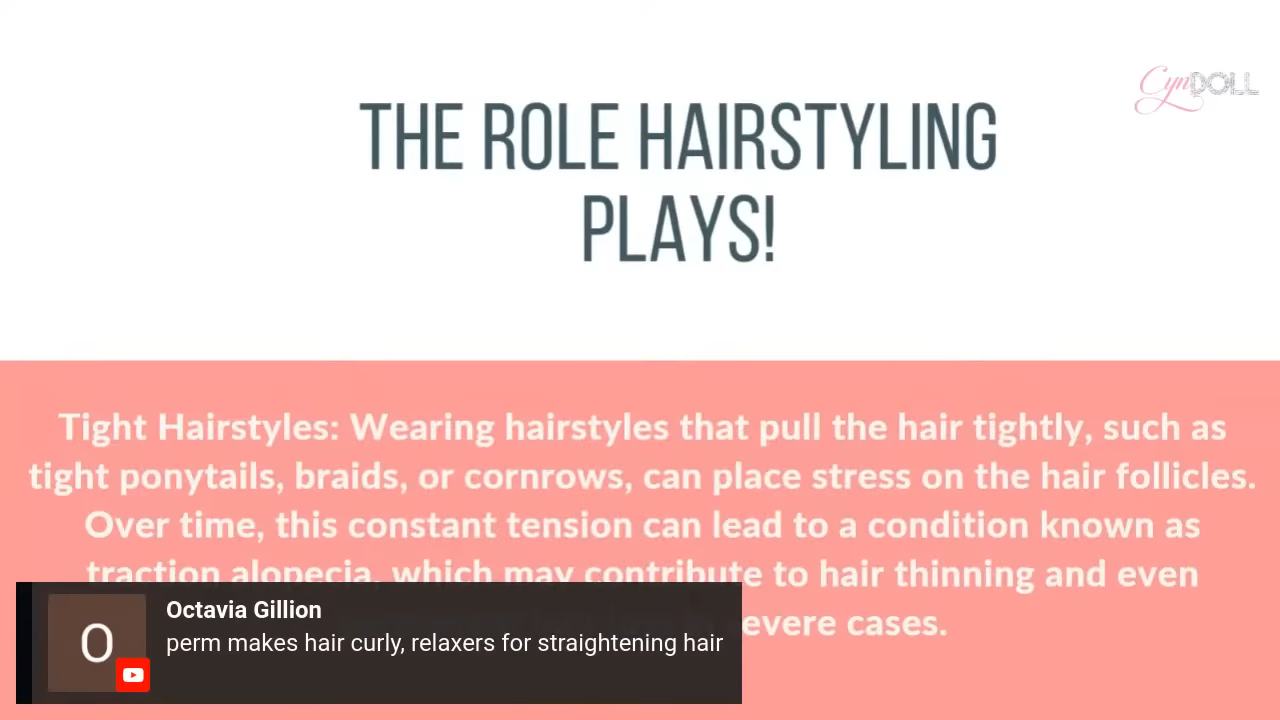 CynDOLL
THE ROLE HAIRSTYLING
PLAYS!
Tight Hairstyles: Wearing hairstyles that pull the hair tightly, such as
tight ponytails, braids, or cornrows, can place stress on the hair follicles.
Over time, this constant tension can lead to a condition known as
traction alopecia, which may contribute to hair thinning and even
severe cases.
O
Octavia Gillion
perm makes hair curly, relaxers for straightening hair